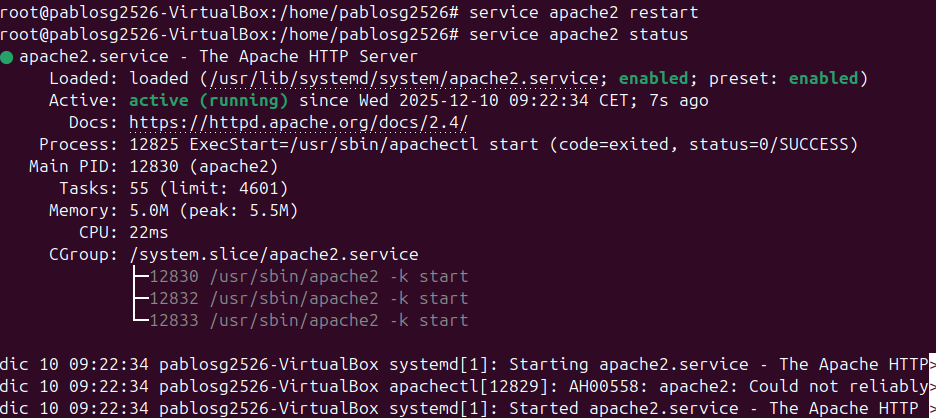 root@pablosg2526-VirtualBox:/home/pablosg2526# service apache2 restart
root@pablosg2526-VirtualBox:/home/pablosg2526# service apache2 status
● apache2.service - The Apache HTTP Server
     Loaded: loaded (/usr/lib/systemd/system/apache2.service; enabled; preset: enabled)
     Active: active (running) since Wed 2025-12-10 09:22:34 CET; 7s ago
       Docs: https://httpd.apache.org/docs/2.4/
    Process: 12825 ExecStart=/usr/sbin/apachectl start (code=exited, status=0/SUCCESS)
   Main PID: 12830 (apache2)
      Tasks: 55 (limit: 4601)
     Memory: 5.0M (peak: 5.5M)
        CPU: 22ms
     CGroup: /system.slice/apache2.service
             ├─12830 /usr/sbin/apache2 -k start
             ├─12832 /usr/sbin/apache2 -k start
             └─12833 /usr/sbin/apache2 -k start
dic 10 09:22:34 pablosg2526-VirtualBox systemd[1]: Starting apache2.service - The Apache HTTP>
dic 10 09:22:34 pablosg2526-VirtualBox apachectl[12829]: AH00558: apache2: Could not reliably>
dic 10 09:22:34 pablosg2526-VirtualBox systemd[1]: Started apache2.service - The Apache HTTP >